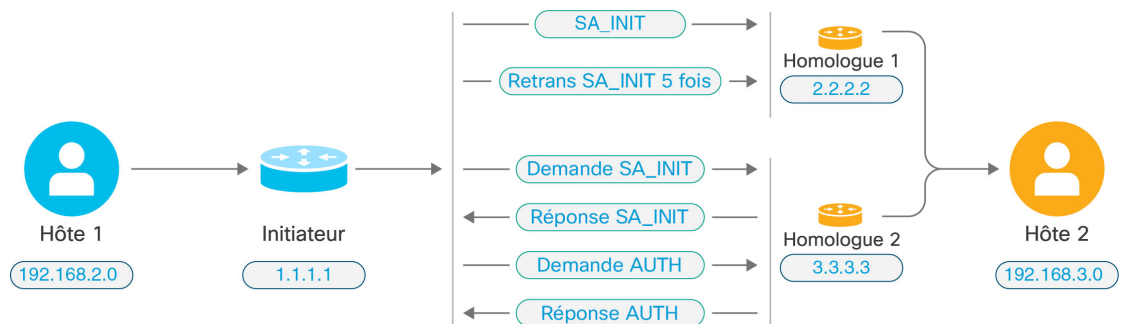 SA_INIT
Retrans SA_INIT 5 fois
Homologue 1
2.2.2.2
Demande SA_INIT
Réponse SA_INIT
Demande AUTH
Réponse AUTH
Hôte 1
192.168.2.0
Initiateur
1.1.1.1
Homologue 2
3.3.3.3
Hôte 2
192.168.3.0